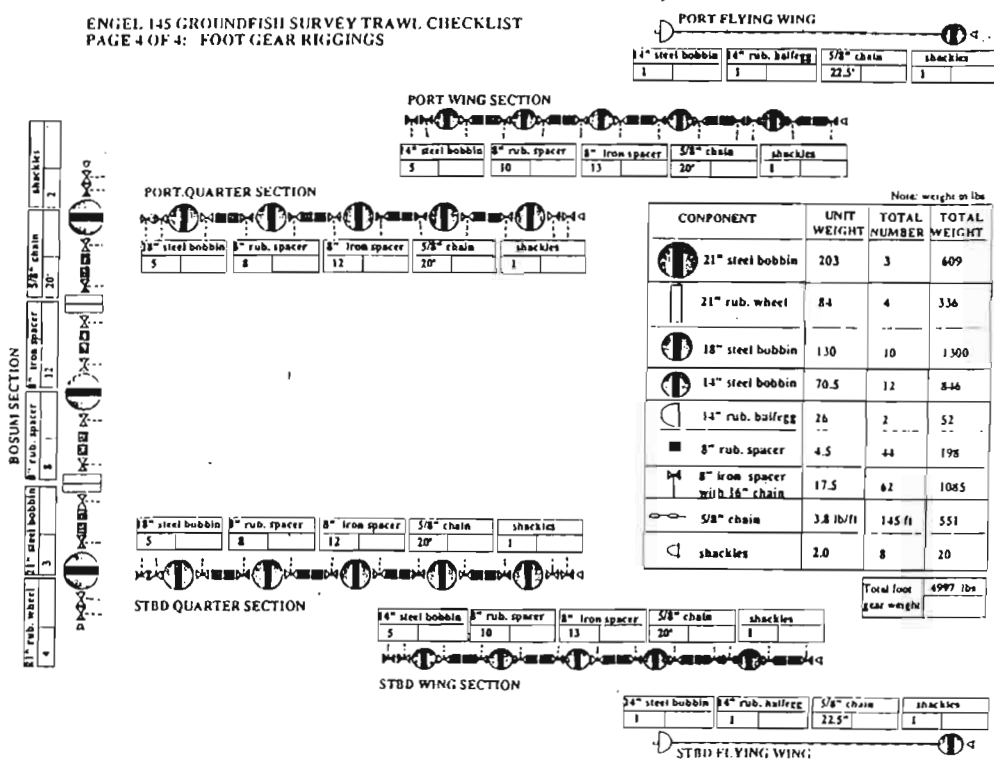 ENGEL 145 GROUNDFISH SURVEY TRAWL CHECKLIST
PAGE 4 OF 4: FOOT GEAR RIGGINGS
PORT FLYING WING
14" steel bobbin 14" rub. halfegg 5/8" chain shackles
1 1 22.5' 1
PORT WING SECTION
14" steel bobbin 8" rub. spacer 8" iron spacer 5/8" chain shackles
5 10 13 20' 1
PORT.QUARTER SECTION
18" steel bobbin 8" rub. spacer 8" iron spacer 5/8" chain shackles
5 8 12 20" 1
BOSUM SECTION
21" rub. wheel 21" steel bobbin 8" rub. spacer 8" iron spacer 5/8" chain shackles
4 3 8 12 20' 2
Note: weight in lbs
CONPONENT UNIT WEIGHT TOTAL NUMBER TOTAL WEIGHT
21" steel bobbin 203 3 609
21" rub. wheel 84 4 336
18" steel bobbin 130 10 1300
14" steel bobbin 70.5 12 846
14" rub. halfegg 26 2 52
8" rub. spacer 4.5 44 198
8" iron spacer
with 36" chain 17.5 62 1085
5/8" chain 3.8 lb/ft 145 ft 551
shackles 2.0 8 20
Total foot gear weight 4997 lbs
18" steel bobbin 8" rub. spacer 8" iron spacer 5/8" chain shackles
5 8 12 20" 1
STBD QUARTER SECTION
14" steel bobbin 8" rub. spacer 8" iron spacer 5/8" chain shackles
5 10 13 20" 1
STBD WING SECTION
14" steel bobbin 14" rub. halfegg 5/8" chain shackles
1 1 22.5" 1
STBD FLYING WING